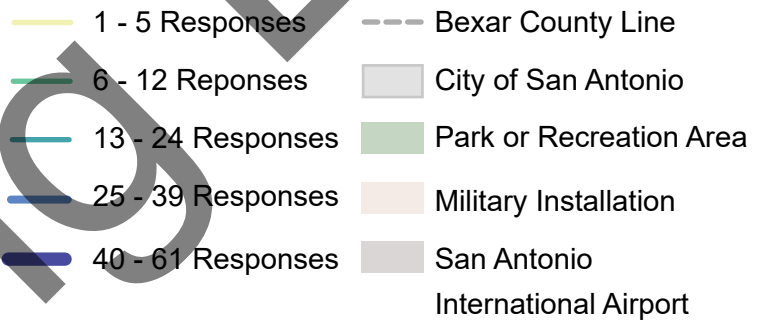 1 - 5 Responses
6 - 12 Reponses
13 - 24 Responses
25 - 39 Responses
40 - 61 Responses
Bexar County Line
City of San Antonio
Park or Recreation Area
Military Installation
San Antonio
International Airport